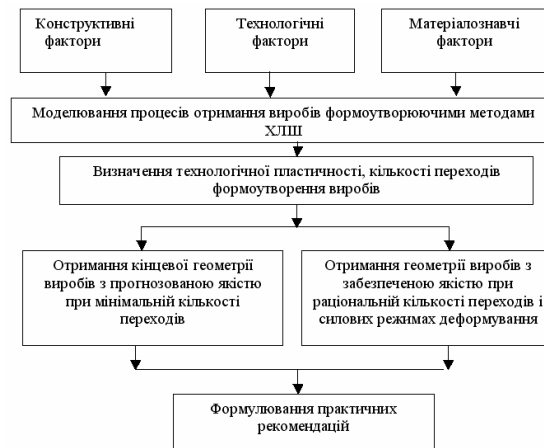 Конструктивні
фактори
Технологічні
фактори
Матеріалознавчі
фактори
Моделювання процесів отримання виробів формоутворюючими методами
ХЛШ
Визначення технологічної пластичності, кількості переходів
формоутворення виробів
Отримання кінцевої геометрії
виробів з прогнозованою якістю
при мінімальній кількості
переходів
Отримання геометрії виробів з
забезпеченою якістю при
раціональній кількості переходів і
силових режимах деформування
Формулювання практичних
рекомендацій